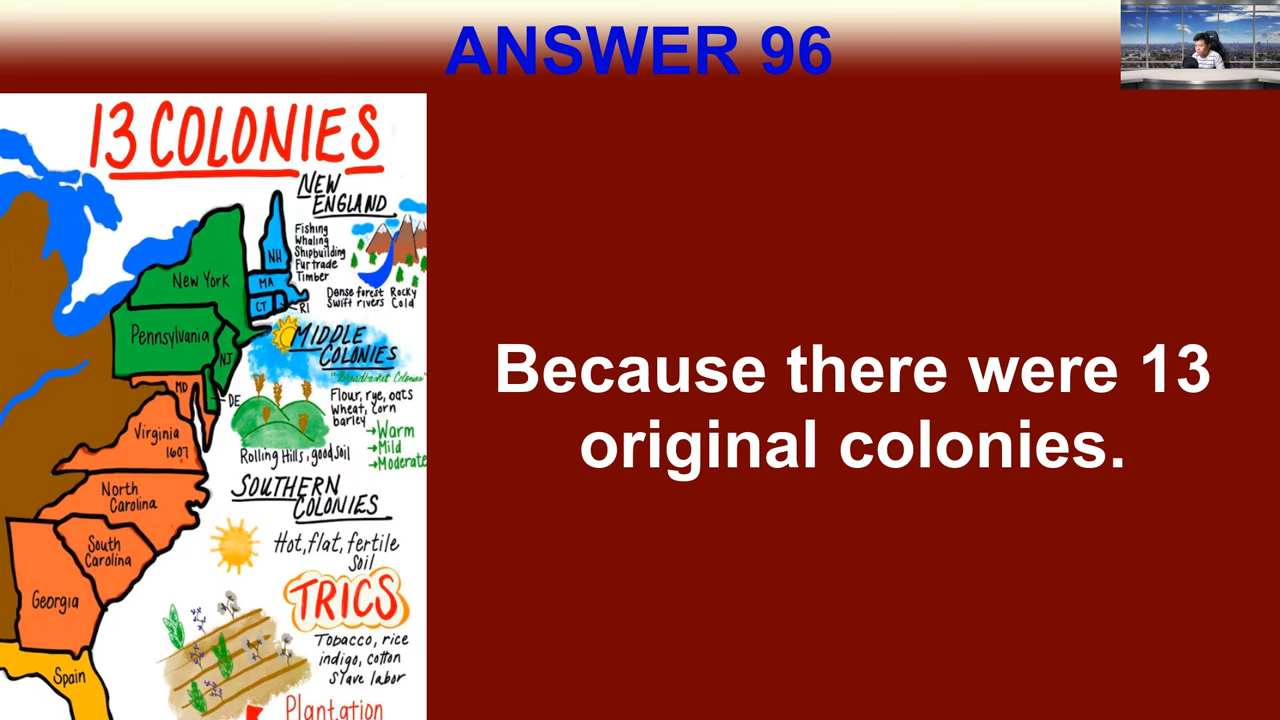 ANSWER 96
13 COLONIES
NEW
ENGLAND
Fishing
Whaling
Shipbuilding
Fur trade
Timber
Dense forest Rocky
Swift rivers Cold
NH
New York
MA
CT
RI
MIDDLE
COLONIES
"Breadbasket Colonies"
Pennsylvania
NJ
MD
DE
Flour, rye, oats
wheat, corn
barley
→Warm
→Mild
→Moderate
Rolling Hills, good soil
Virginia
1607
SOUTHERN
COLONIES
North
Carolina
Hot, flat, fertile
soil
South
Carolina
TRICS
Georgia
Tobacco, rice
indigo, cotton
slave labor
Spain
Plantation
Because there were 13
original colonies.